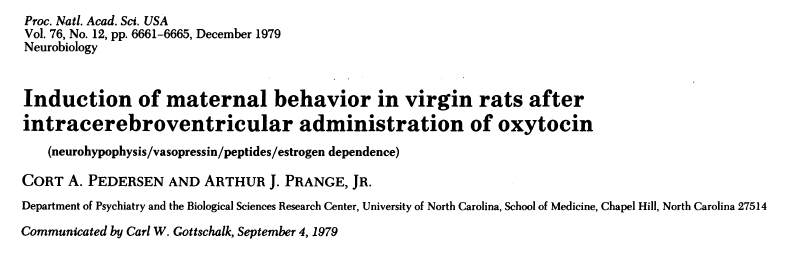 Proc. Natl. Acad. Sci. USA
Vol. 76, No. 12, pp. 6661–6665, December 1979
Neurobiology
Induction of maternal behavior in virgin rats after
intracerebroventricular administration of oxytocin
(neurohypophysis/vasopressin/peptides/estrogen dependence)
CORT A. PEDERSEN AND ARTHUR J. PRANGE, JR.
Department of Psychiatry and the Biological Sciences Research Center, University of North Carolina, School of Medicine, Chapel Hill, North Carolina 27514
Communicated by Carl W. Gottschalk, September 4, 1979